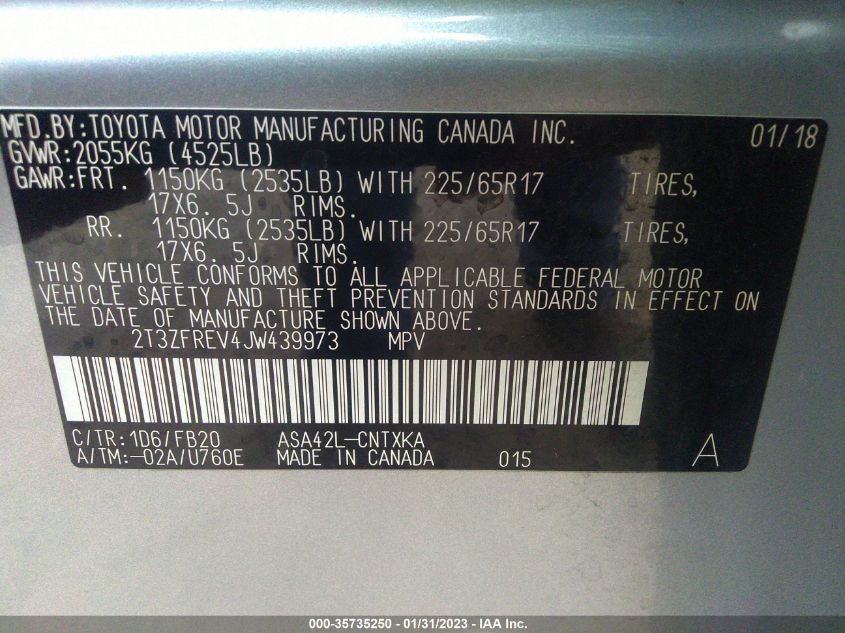 MFD.BY:TOYOTA MOTOR MANUFACTURING CANADA INC. 01/18
GVWR:2055KG (4525LB)
GAWR:FRT. 1150KG (2535LB) WITH 225/65R17 TIRES,
17X6. 5J RIMS.
RR. 1150KG (2535LB) WITH 225/65R17 TIRES,
17X6. 5J RIMS.
THIS VEHICLE CONFORMS TO ALL APPLICABLE FEDERAL MOTOR
VEHICLE SAFETY AND THEFT PREVENTION STANDARDS IN EFFECT ON
THE DATE OF MANUFACTURE SHOWN ABOVE.
2T3ZFREV4JW439973 MPV
C/TR:1D6/FB20 ASA42L-CNTXKA
A/TM:-02A/U760E MADE IN CANADA 015 A
000-35735250 - 01/31/2023 - IAA Inc.